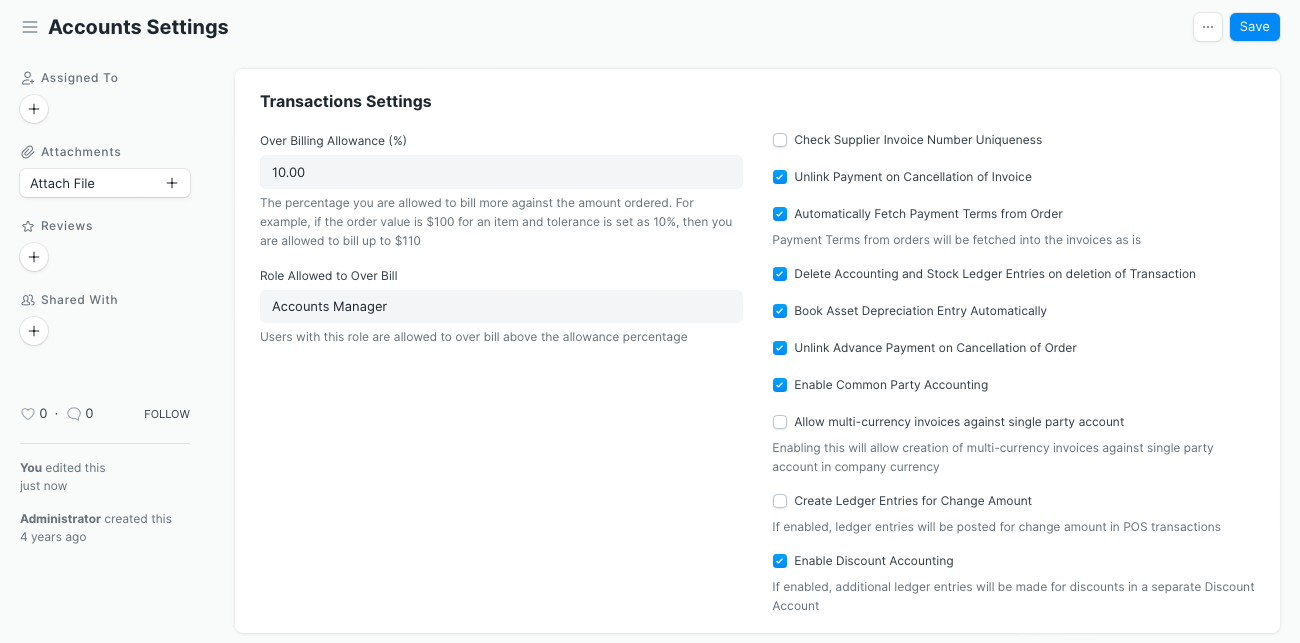 Accounts Settings
...
Save
Assigned To
Attachments
Attach File
Reviews
Shared With
0 · 0 FOLLOW
You edited this
just now
Administrator created this
4 years ago
Transactions Settings
Over Billing Allowance (%)
10.00
The percentage you are allowed to bill more against the amount ordered. For
example, if the order value is $100 for an item and tolerance is set as 10%, then you
are allowed to bill up to $110
Role Allowed to Over Bill
Accounts Manager
Users with this role are allowed to over bill above the allowance percentage
Check Supplier Invoice Number Uniqueness
Unlink Payment on Cancellation of Invoice
Automatically Fetch Payment Terms from Order
Payment Terms from orders will be fetched into the invoices as is
Delete Accounting and Stock Ledger Entries on deletion of Transaction
Book Asset Depreciation Entry Automatically
Unlink Advance Payment on Cancellation of Order
Enable Common Party Accounting
Allow multi-currency invoices against single party account
Enabling this will allow creation of multi-currency invoices against single party
account in company currency
Create Ledger Entries for Change Amount
If enabled, ledger entries will be posted for change amount in POS transactions
Enable Discount Accounting
If enabled, additional ledger entries will be made for discounts in a separate Discount
Account